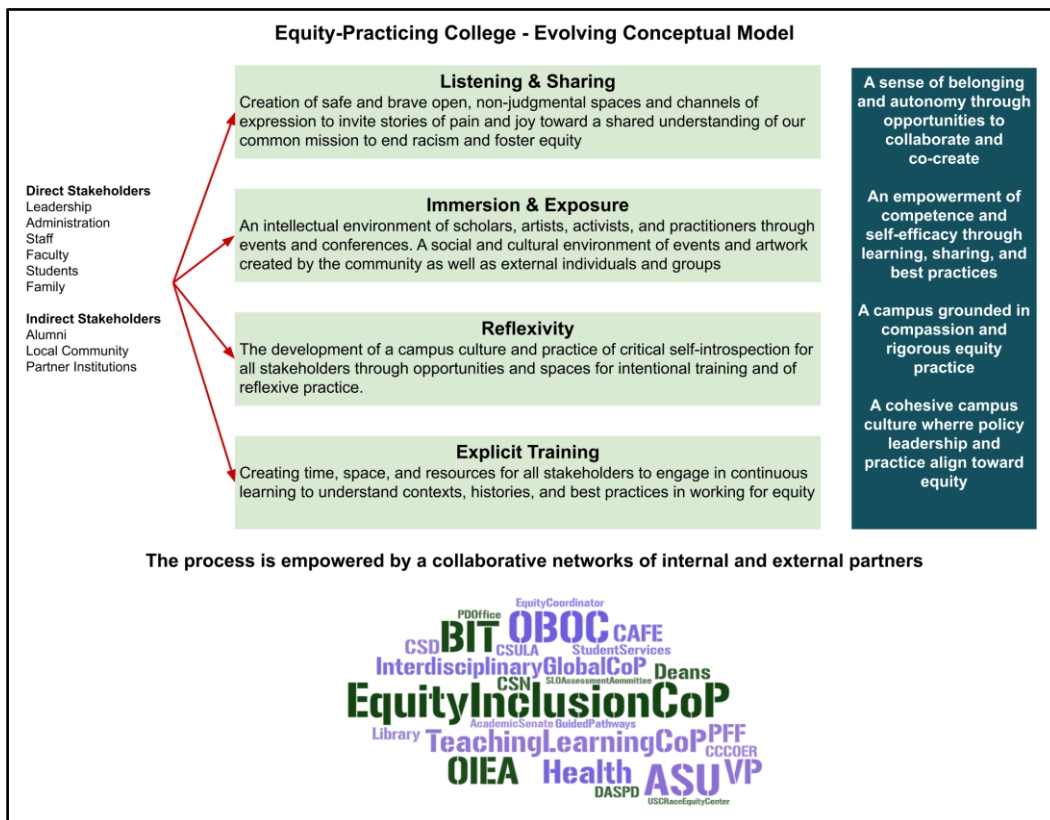 Equity-Practicing College - Evolving Conceptual Model
Direct Stakeholders
Leadership
Administration
Staff
Faculty
Students
Family
Indirect Stakeholders
Alumni
Local Community
Partner Institutions
Listening & Sharing
Creation of safe and brave open, non-judgmental spaces and channels of
expression to invite stories of pain and joy toward a shared understanding of our
common mission to end racism and foster equity
Immersion & Exposure
An intellectual environment of scholars, artists, activists, and practitioners through
events and conferences. A social and cultural environment of events and artwork
created by the community as well as external individuals and groups
Reflexivity
The development of a campus culture and practice of critical self-introspection for
all stakeholders through opportunities and spaces for intentional training and of
reflexive practice.
Explicit Training
Creating time, space, and resources for all stakeholders to engage in continuous
learning to understand contexts, histories, and best practices in working for equity
A sense of belonging
and autonomy through
opportunities to
collaborate and
co-create
An empowerment of
competence and
self-efficacy through
learning, sharing, and
best practices
A campus grounded in
compassion and
rigorous equity
practice
A cohesive campus
culture wherre policy
leadership and
practice align toward
equity
The process is empowered by a collaborative networks of internal and external partners
EquityCoordinator
PDOffice
BIT
OBOC
CAFE
CSD
CSULA
StudentServices
InterdisciplinaryGlobalCoP
Deans
CSN
SLOAssessmentAommittee
EquityInclusionCoP
AcademicSenate
GuidedPathways
Library
TeachingLearningCoP
PFF
CCCOER
OIEA
Health
ASU
VP
DASPD
USCRaceEquityCenter